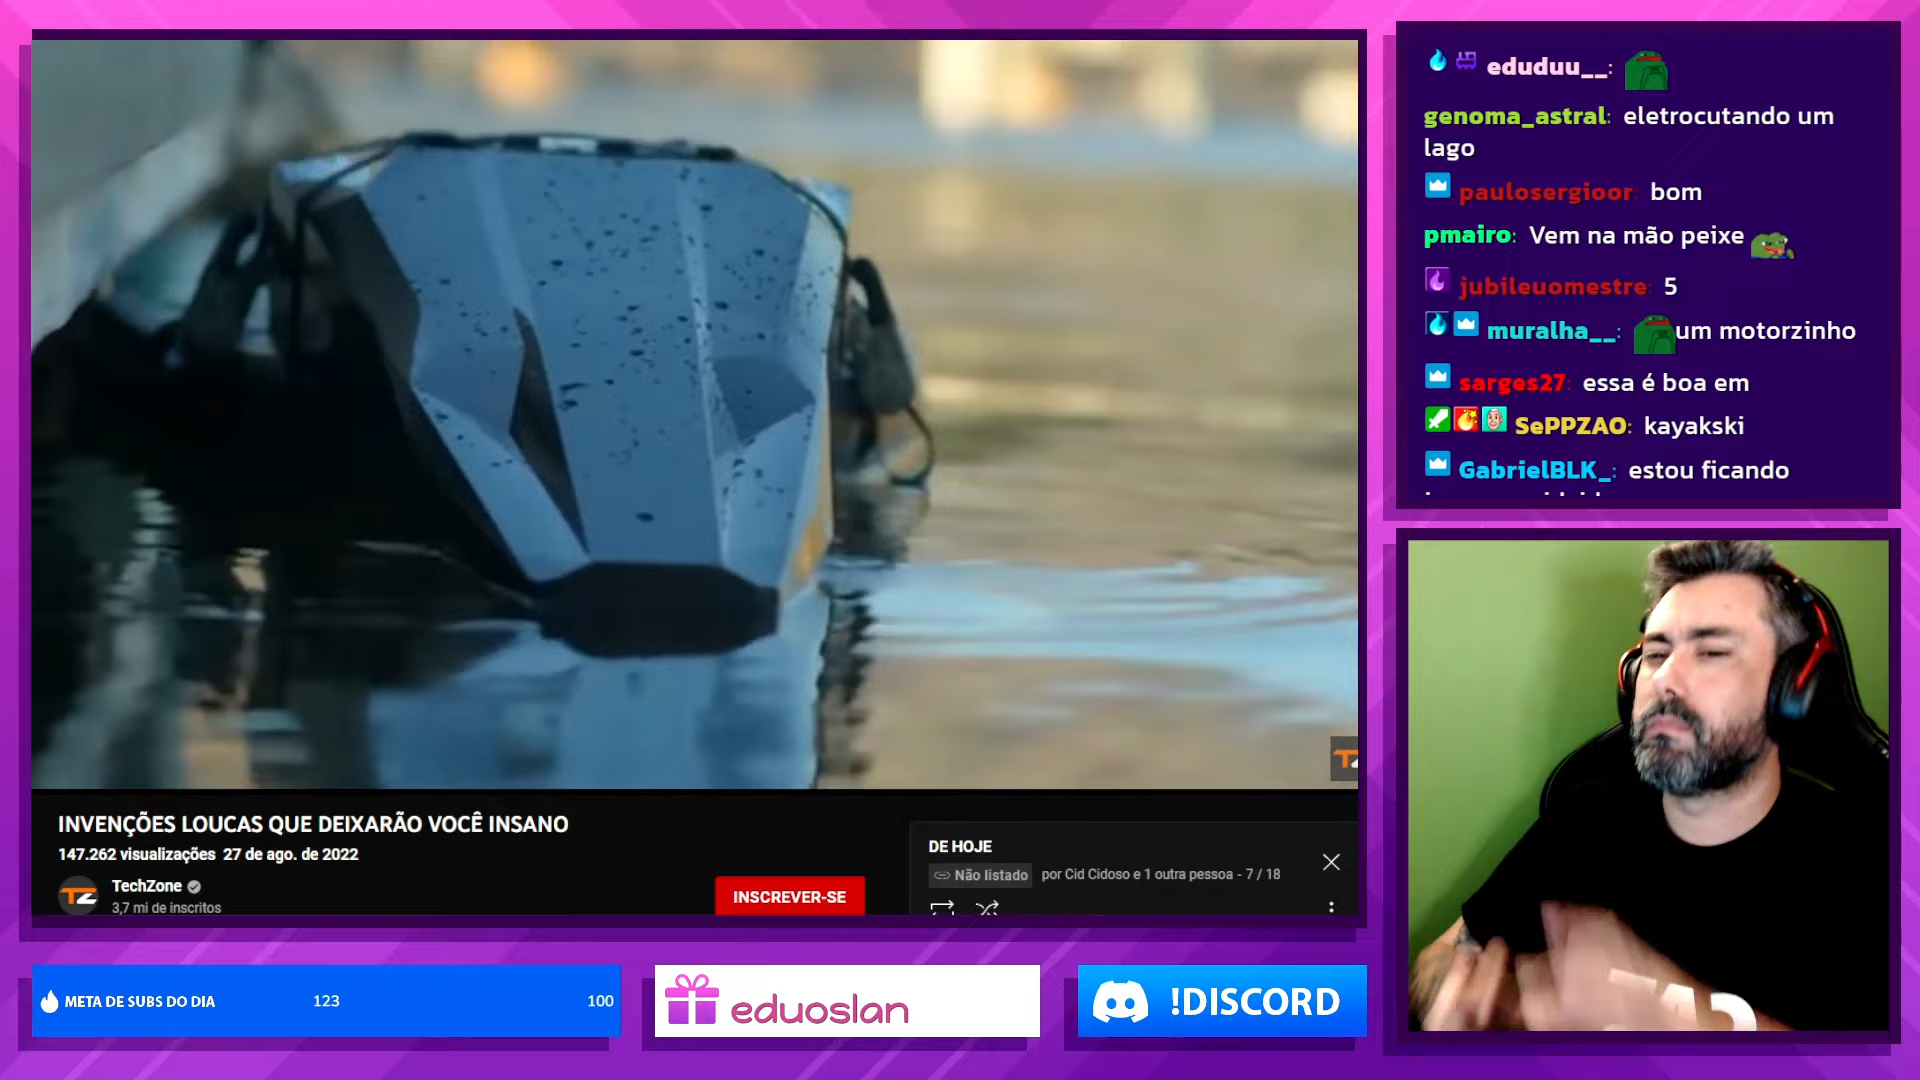 eduduu__:
genoma_astral: eletrocutando um
lago
paulosergioor: bom
pmairo: Vem na mão peixe
jubileuomestre: 5
muralha__: um motorzinho
sarges27: essa é boa em
SePPZAO: kayakski
GabrielBLK_: estou ficando
TZ
INVENÇÕES LOUCAS QUE DEIXARÃO VOCÊ INSANO
147.262 visualizações 27 de ago. de 2022
TZ
TechZone
3,7 mi de inscritos
INSCREVER-SE
DE HOJE
Não listado
por Cid Cidoso e 1 outra pessoa - 7 / 18
META DE SUBS DO DIA 123 100
eduoslan
!DISCORD